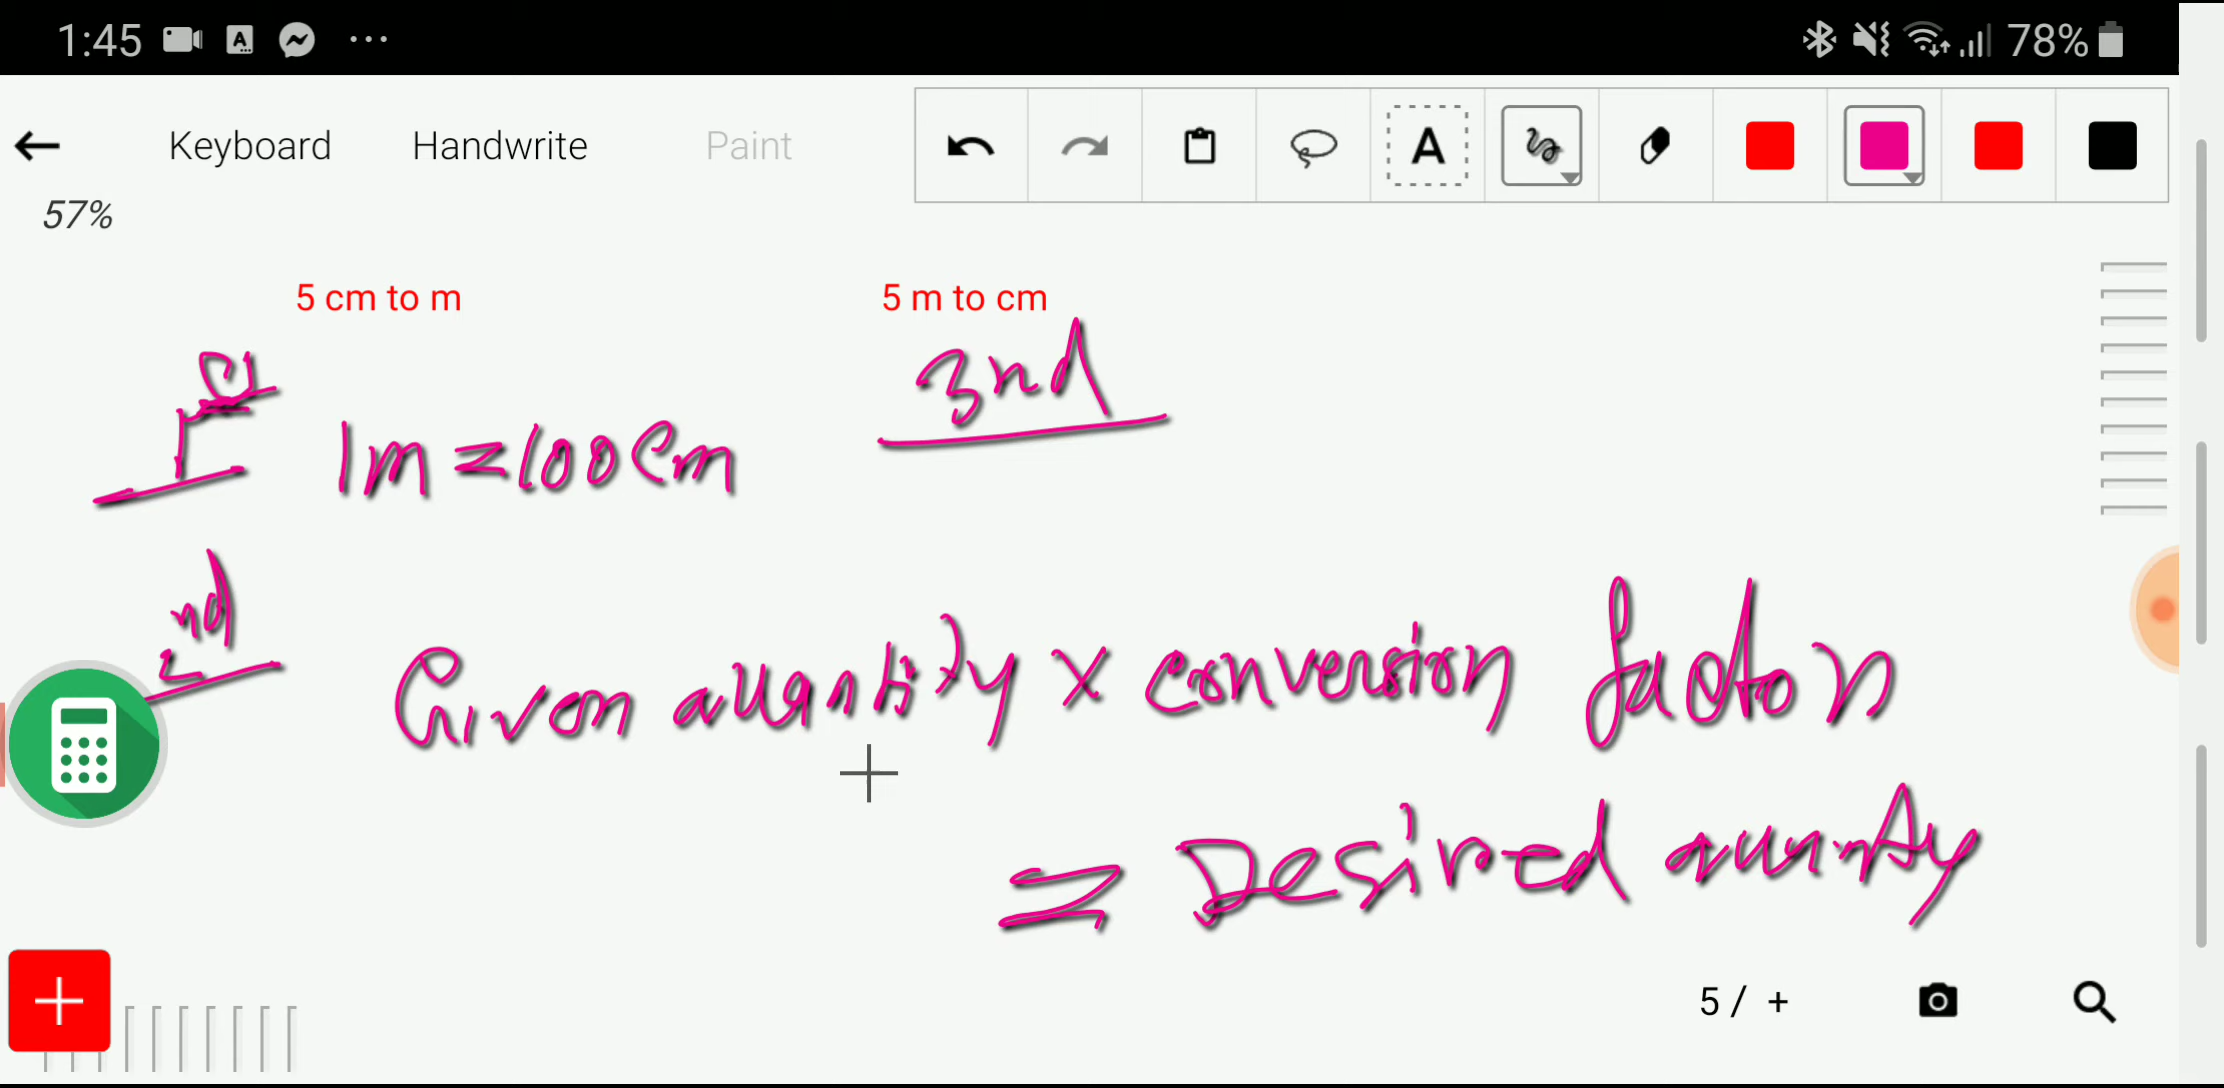 1:45 A 78%
Keyboard Handwrite Paint A
57%
5 cm to m 5 m to cm
1st 1m = 100 cm 3nd
2nd
Given quantity × conversion factor
= Desired quantity
5 / +